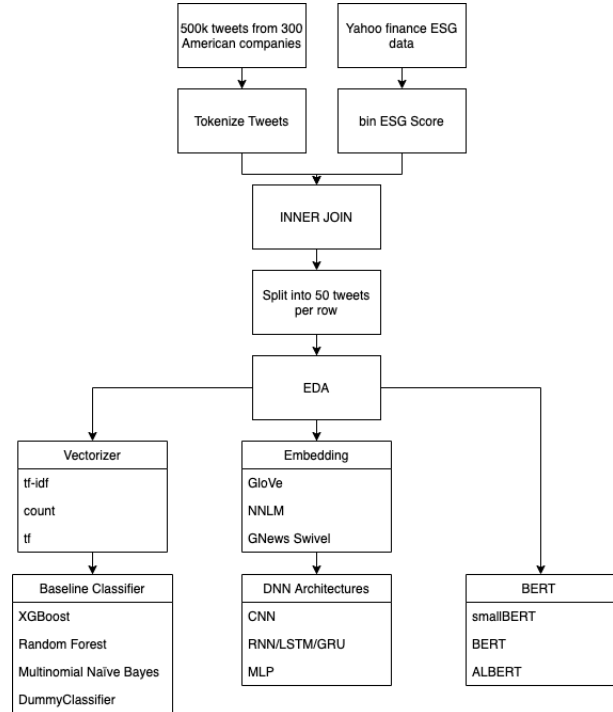 500k tweets from 300
American companies
Yahoo finance ESG
data
Tokenize Tweets
bin ESG Score
INNER JOIN
Split into 50 tweets
per row
EDA
Vectorizer
tf-idf
count
tf
Embedding
GloVe
NNLM
GNews Swivel
Baseline Classifier
XGBoost
Random Forest
Multinomial Naïve Bayes
DummyClassifier
DNN Architectures
CNN
RNN/LSTM/GRU
MLP
BERT
smallBERT
BERT
ALBERT